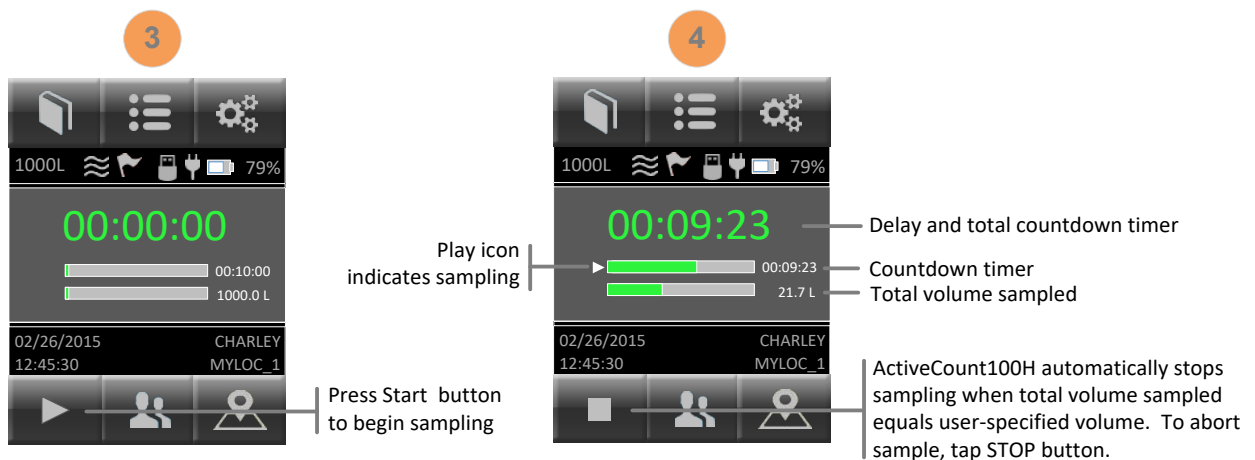 3
1000L 79%
00:00:00
00:10:00
1000.0 L
02/26/2015 CHARLEY
12:45:30 MYLOC_1
Press Start button
to begin sampling
4
1000L 79%
00:09:23
00:09:23
21.7 L
02/26/2015 CHARLEY
12:45:30 MYLOC_1
Play icon
indicates sampling
Delay and total countdown timer
Countdown timer
Total volume sampled
ActiveCount100H automatically stops
sampling when total volume sampled
equals user-specified volume. To abort
sample, tap STOP button.